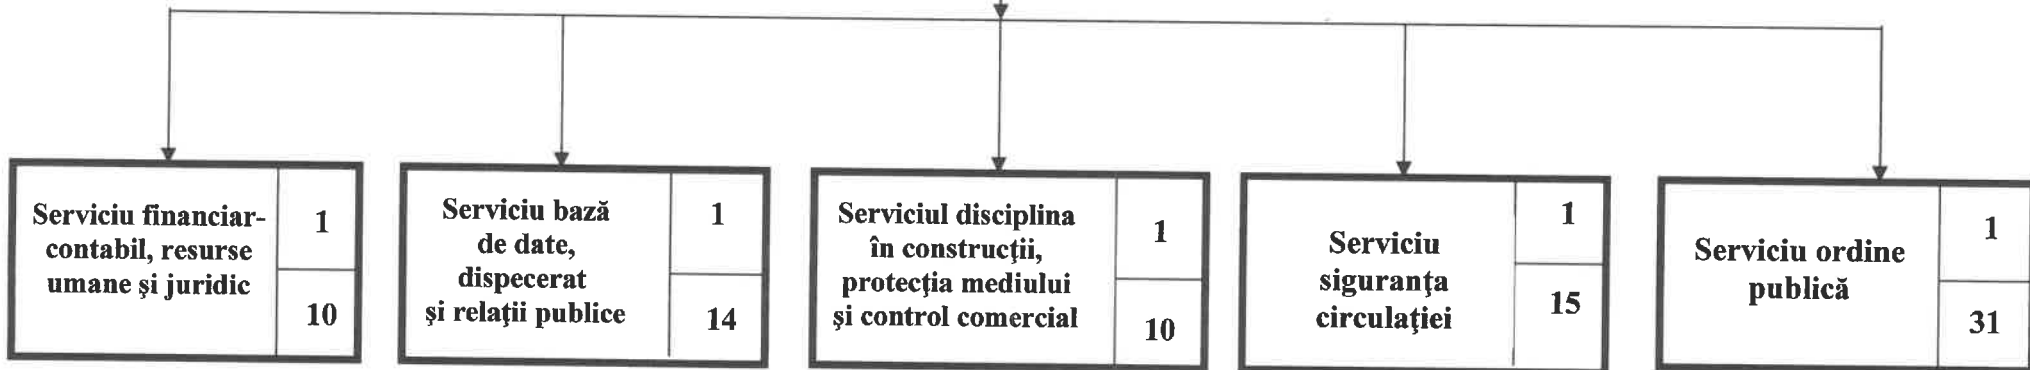 Serviciu financiar-
contabil, resurse
umane şi juridic
1
10
Serviciu bază
de date,
dispecerat
şi relaţii publice
1
14
Serviciul disciplina
în construcţii,
protecţia mediului
şi control comercial
1
10
Serviciu
siguranţa
circulaţiei
1
15
Serviciu ordine
publică
1
31